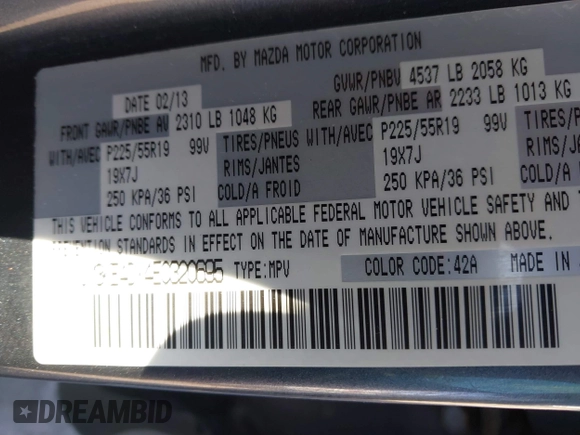 MFD. BY MAZDA MOTOR CORPORATION
DATE 02/13
GVWR/PNBV 4537 LB 2058 KG
FRONT GAWR/PNBE AV 2310 LB 1048 KG
REAR GAWR/PNBE AR 2233 LB 1013 KG
WITH/AVEC P225/55R19 99V TIRES/PNEUS
19X7J RIMS/JANTES
250 KPA/36 PSI COLD/A FROID
WITH/AVEC P225/55R19 99V TIRES/P
19X7J RIMS/
250 KPA/36 PSI COLD/A
THIS VEHICLE CONFORMS TO ALL APPLICABLE FEDERAL MOTOR VEHICLE SAFETY AND
STANDARDS IN EFFECT ON THE DATE OF MANUFACTURE SHOWN ABOVE.
TYPE:MPV COLOR CODE:42A MADE IN
DREAMBID